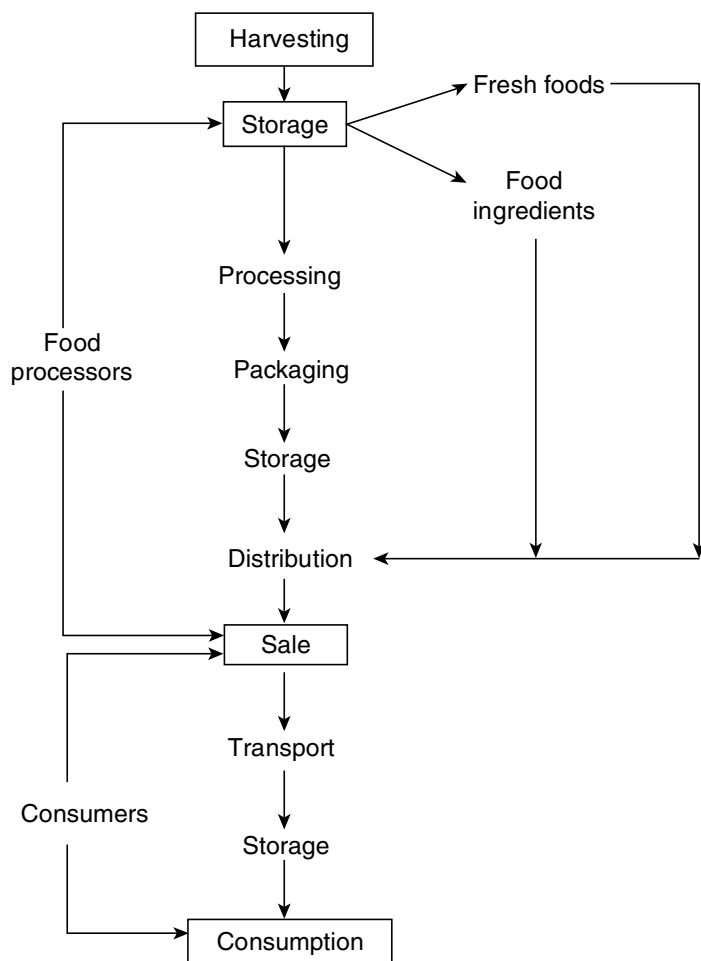 Harvesting
Fresh foods
Storage
Food
ingredients
Processing
Food
processors
Packaging
Storage
Distribution
Sale
Transport
Consumers
Storage
Consumption